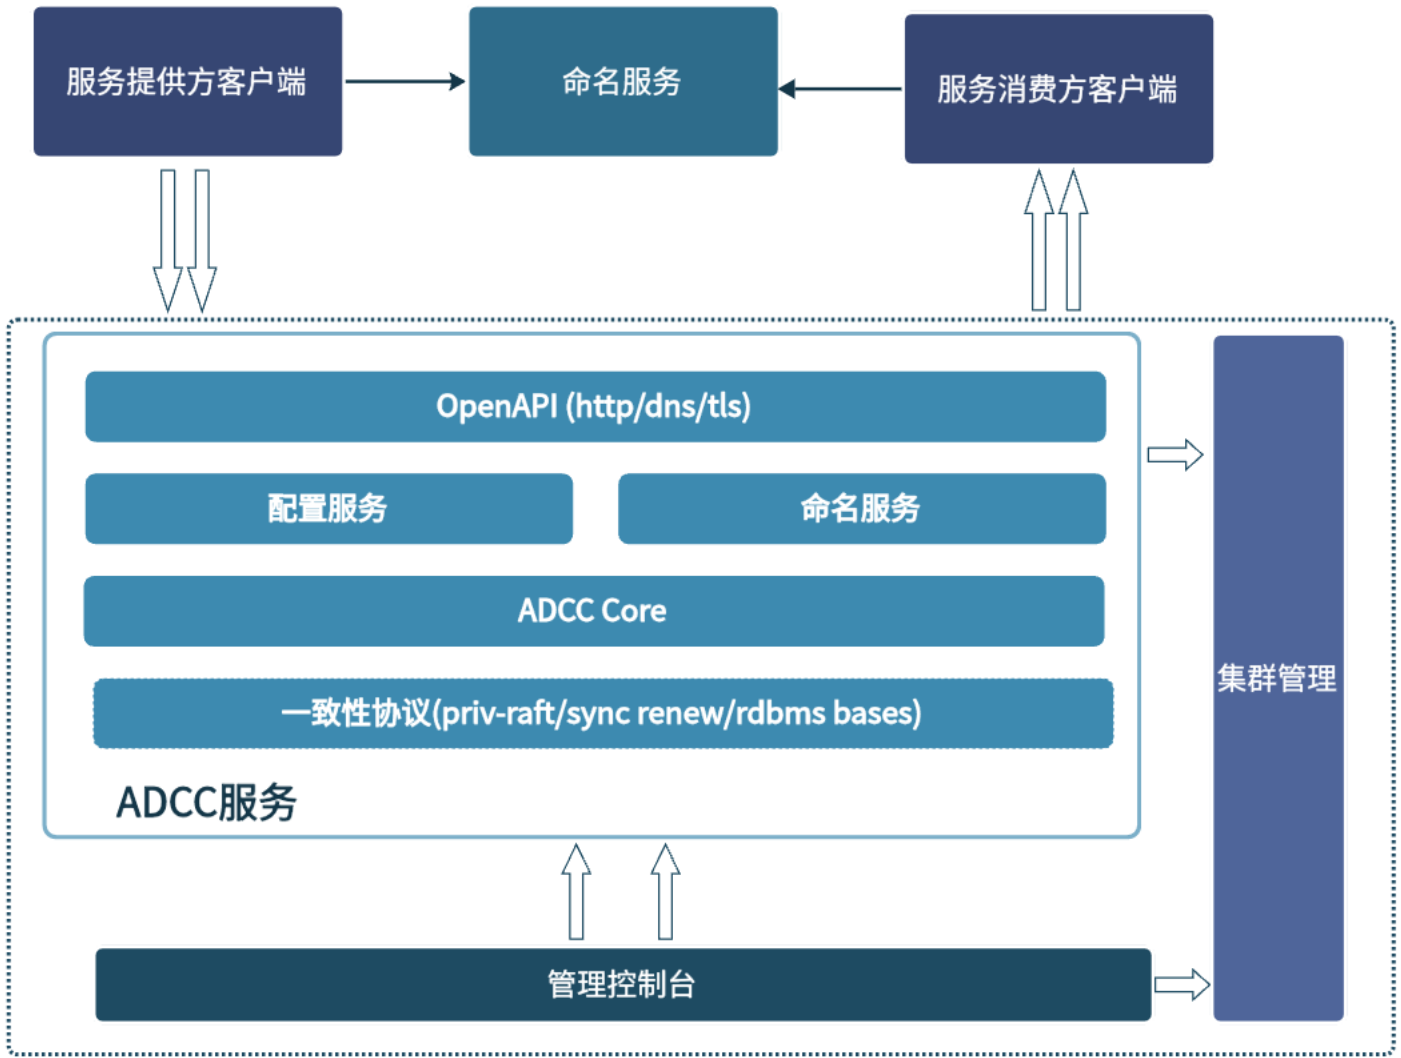 服务提供方客户端
命名服务
服务消费方客户端
OpenAPI (http/dns/tls)
配置服务
命名服务
ADCC Core
一致性协议(priv-raft/sync renew/rdbms bases)
ADCC服务
集群管理
管理控制台